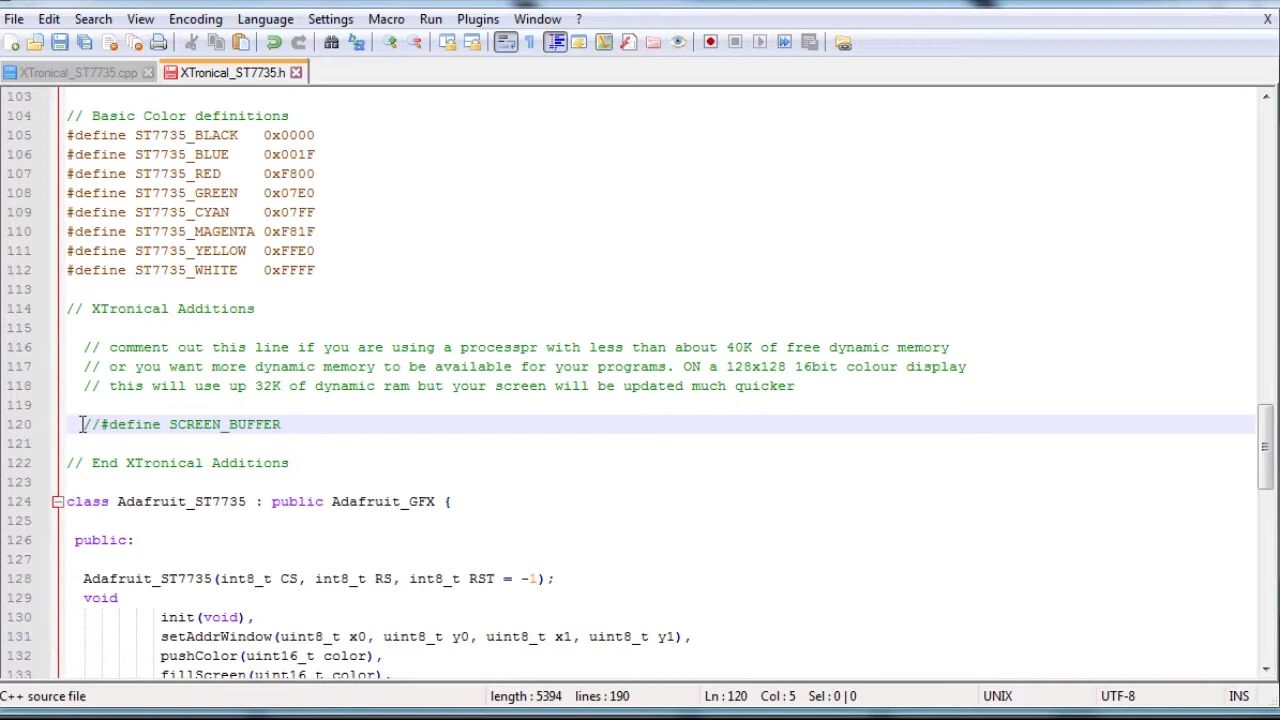 File Edit Search View Encoding Language Settings Macro Run Plugins Window ? X
XTronical_ST7735.cpp XTronical_ST7735.h
103
104 // Basic Color definitions
105 #define ST7735_BLACK 0x0000
106 #define ST7735_BLUE 0x001F
107 #define ST7735_RED 0xF800
108 #define ST7735_GREEN 0x07E0
109 #define ST7735_CYAN 0x07FF
110 #define ST7735_MAGENTA 0xF81F
111 #define ST7735_YELLOW 0xFFE0
112 #define ST7735_WHITE 0xFFFF
113
114 // XTronical Additions
115
116 // comment out this line if you are using a processpr with less than about 40K of free dynamic memory
117 // or you want more dynamic memory to be available for your programs. ON a 128x128 16bit colour display
118 // this will use up 32K of dynamic ram but your screen will be updated much quicker
119
120 //#define SCREEN_BUFFER
121
122 // End XTronical Additions
123
124 class Adafruit_ST7735 : public Adafruit_GFX {
125
126 public:
127
128 Adafruit_ST7735(int8_t CS, int8_t RS, int8_t RST = -1);
129 void
130 init(void),
131 setAddrWindow(uint8_t x0, uint8_t y0, uint8_t x1, uint8_t y1),
132 pushColor(uint16_t color),
133 fillScreen(uint16_t color),
C++ source file length : 5394 lines : 190 Ln : 120 Col : 5 Sel : 0 | 0 UNIX UTF-8 INS